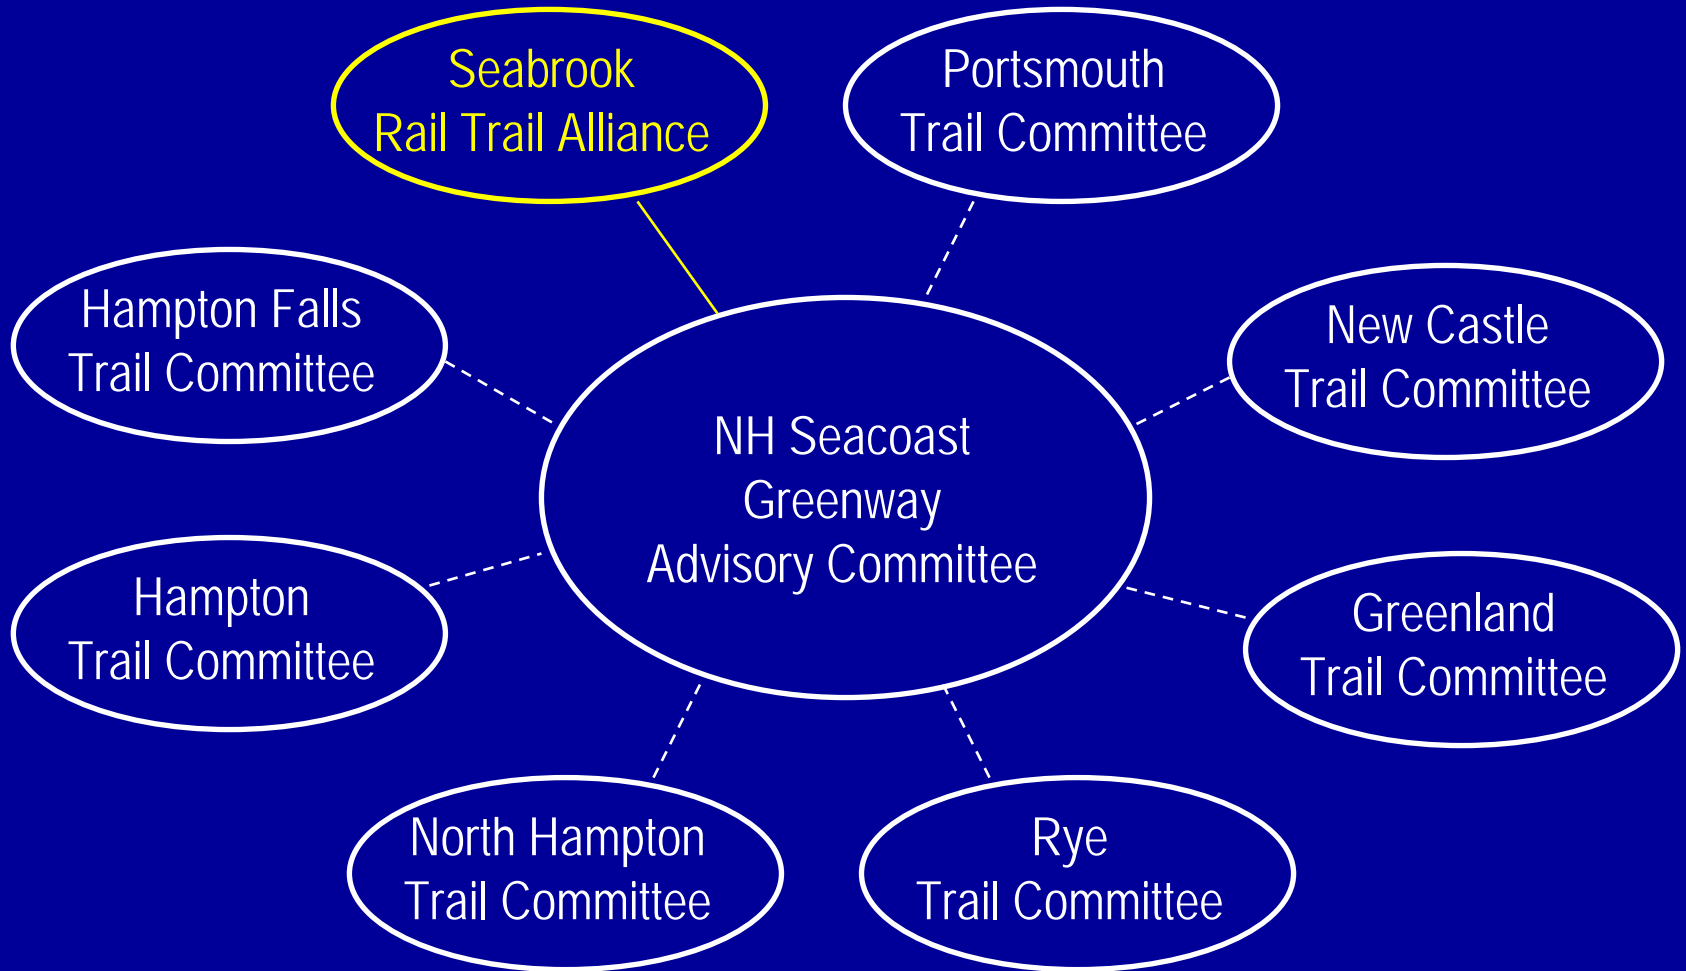 Seabrook
Rail Trail Alliance
Portsmouth
Trail Committee
Hampton Falls
Trail Committee
New Castle
Trail Committee
NH Seacoast
Greenway
Advisory Committee
Hampton
Trail Committee
Greenland
Trail Committee
North Hampton
Trail Committee
Rye
Trail Committee